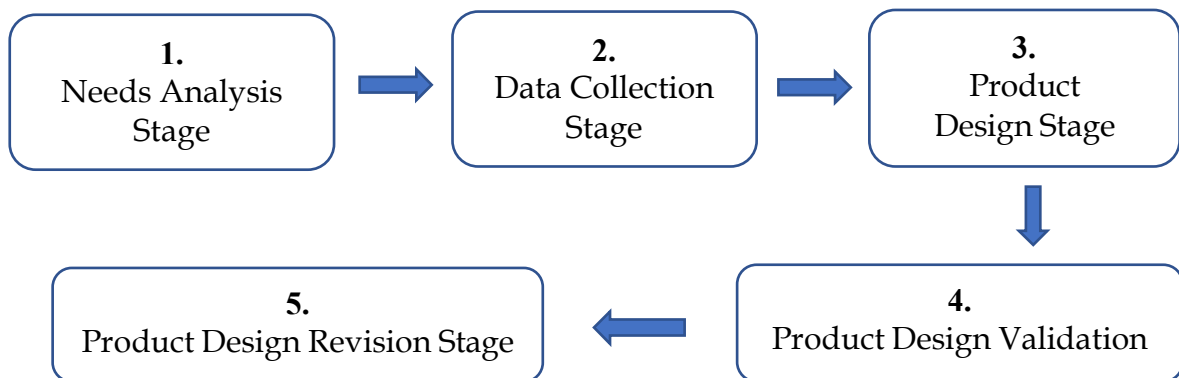 1.
Needs Analysis
Stage
2.
Data Collection
Stage
3.
Product
Design Stage
4.
Product Design Validation
5.
Product Design Revision Stage